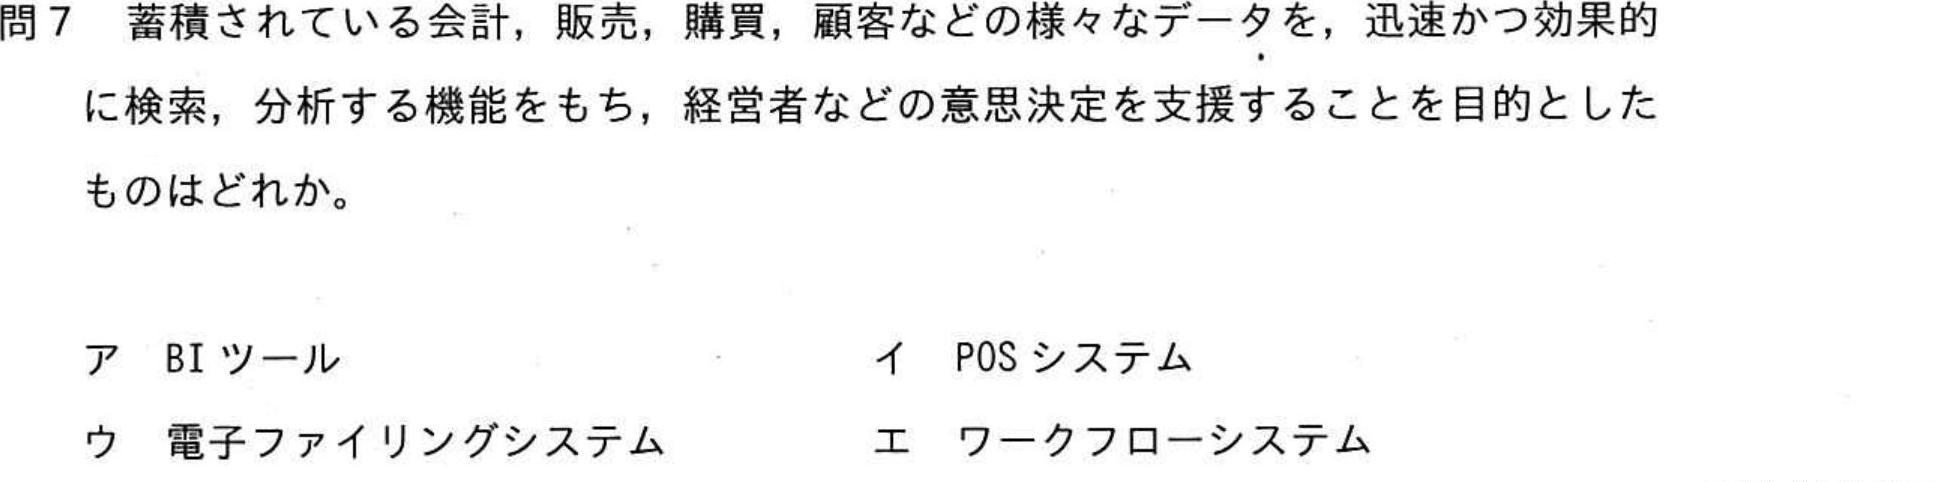 問7 蓄積されている会計，販売，購買，顧客などの様々なデータを，迅速かつ効果的
に検索，分析する機能をもち，経営者などの意思決定を支援することを目的とした
ものはどれか。
ア BIツール イ POSシステム
ウ 電子ファイリングシステム エ ワークフローシステム